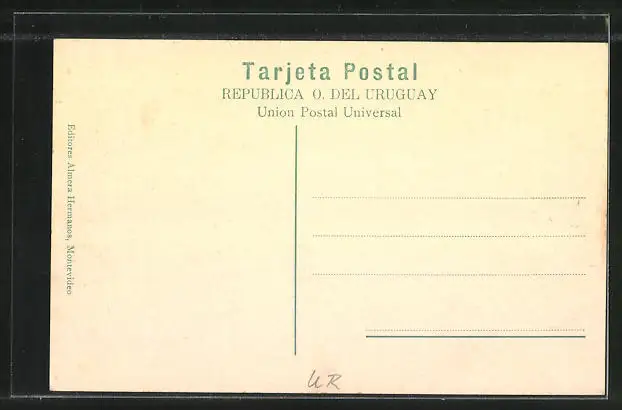 Tarjeta Postal
REPUBLICA O. DEL URUGUAY
Union Postal Universal
Editores Almera Hermanos, Montevideo
UR